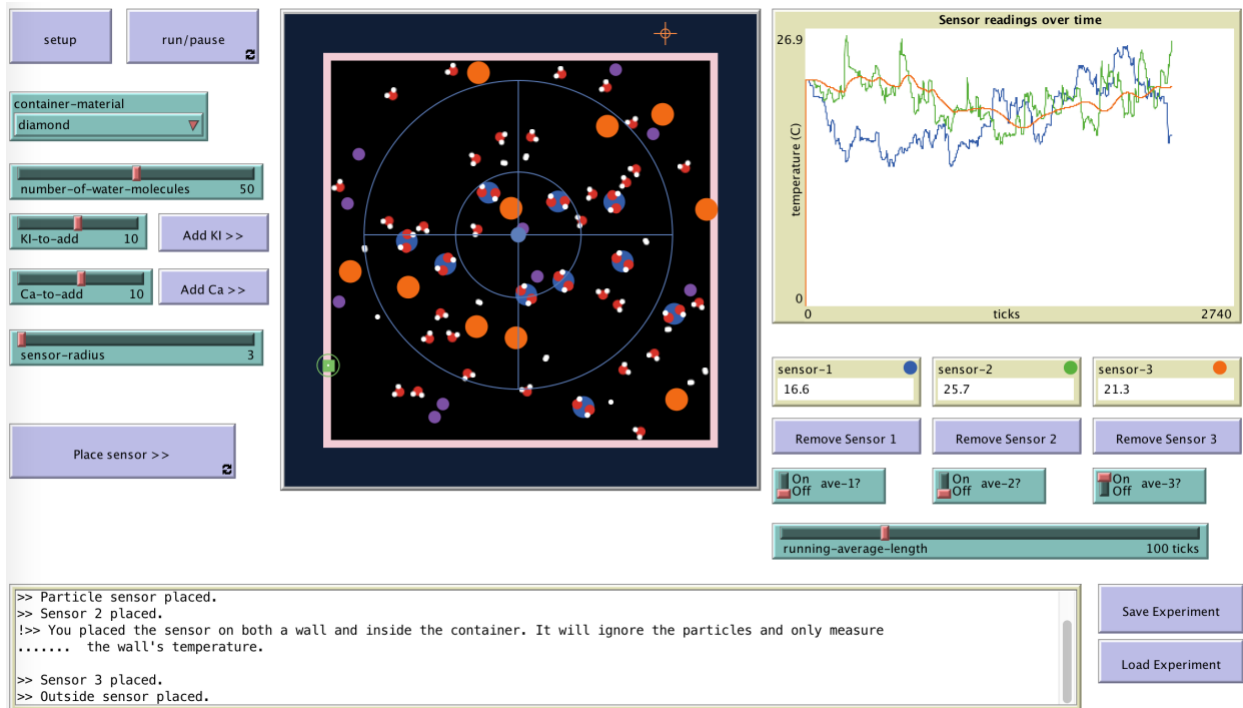 setup
run/pause
container-material
diamond
number-of-water-molecules 50
KI-to-add 10
Add KI >>
Ca-to-add 10
Add Ca >>
sensor-radius 3
Place sensor >>
Sensor readings over time
26.9
temperature (C)
0
0 ticks 2740
sensor-1 sensor-2 sensor-3
16.6 25.7 21.3
Remove Sensor 1 Remove Sensor 2 Remove Sensor 3
On Off ave-1? On Off ave-2? On Off ave-3?
running-average-length 100 ticks
>> Particle sensor placed.
>> Sensor 2 placed.
!>> You placed the sensor on both a wall and inside the container. It will ignore the particles and only measure
....... the wall's temperature.
>> Sensor 3 placed.
>> Outside sensor placed.
Save Experiment
Load Experiment